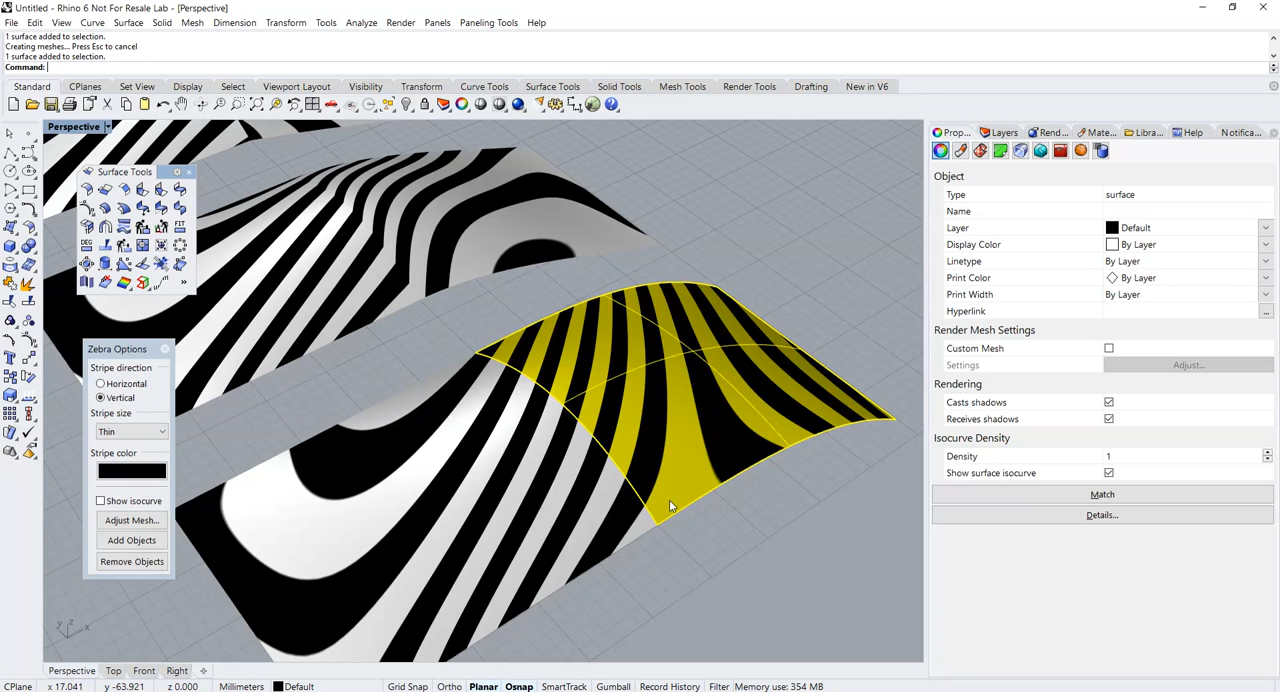 Untitled - Rhino 6 Not For Resale Lab - [Perspective]
File Edit View Curve Surface Solid Mesh Dimension Transform Tools Analyze Render Panels Paneling Tools Help
1 surface added to selection.
Creating meshes... Press Esc to cancel
1 surface added to selection.
Command:
Standard CPlanes Set View Display Select Viewport Layout Visibility Transform Curve Tools Surface Tools Solid Tools Mesh Tools Render Tools Drafting New in V6
Perspective
Prop... Layers Rend... Mate... Libra... Help Notifica...
Surface Tools
FIT
DEG
»
Object
Type surface
Name
Layer Default
Display Color By Layer
Linetype By Layer
Print Color By Layer
Print Width By Layer
Hyperlink ...
Render Mesh Settings
Custom Mesh
Settings Adjust...
Rendering
Casts shadows
Receives shadows
Isocurve Density
Density 1
Show surface isocurve
Match
Details...
Zebra Options
Stripe direction
Horizontal
Vertical
Stripe size
Thin
Stripe color
Show isocurve
Adjust Mesh...
Add Objects
Remove Objects
z
y x
Perspective Top Front Right
CPlane x 17.041 y -63.921 z 0.000 Millimeters Default Grid Snap Ortho Planar Osnap SmartTrack Gumball Record History Filter Memory use: 354 MB